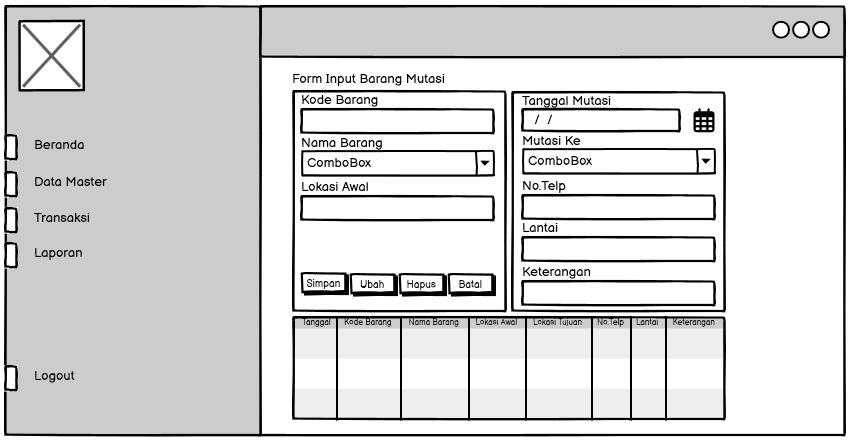 Beranda
Data Master
Transaksi
Laporan
Logout
Form Input Barang Mutasi
Kode Barang
Nama Barang
ComboBox
Lokasi Awal
Simpan Ubah Hapus Batal
Tanggal Mutasi
/ /
Mutasi Ke
ComboBox
No.Telp
Lantai
Keterangan
Tanggal Kode Barang Nama Barang Lokasi Awal Lokasi Tujuan No.Telp Lantai Keterangan